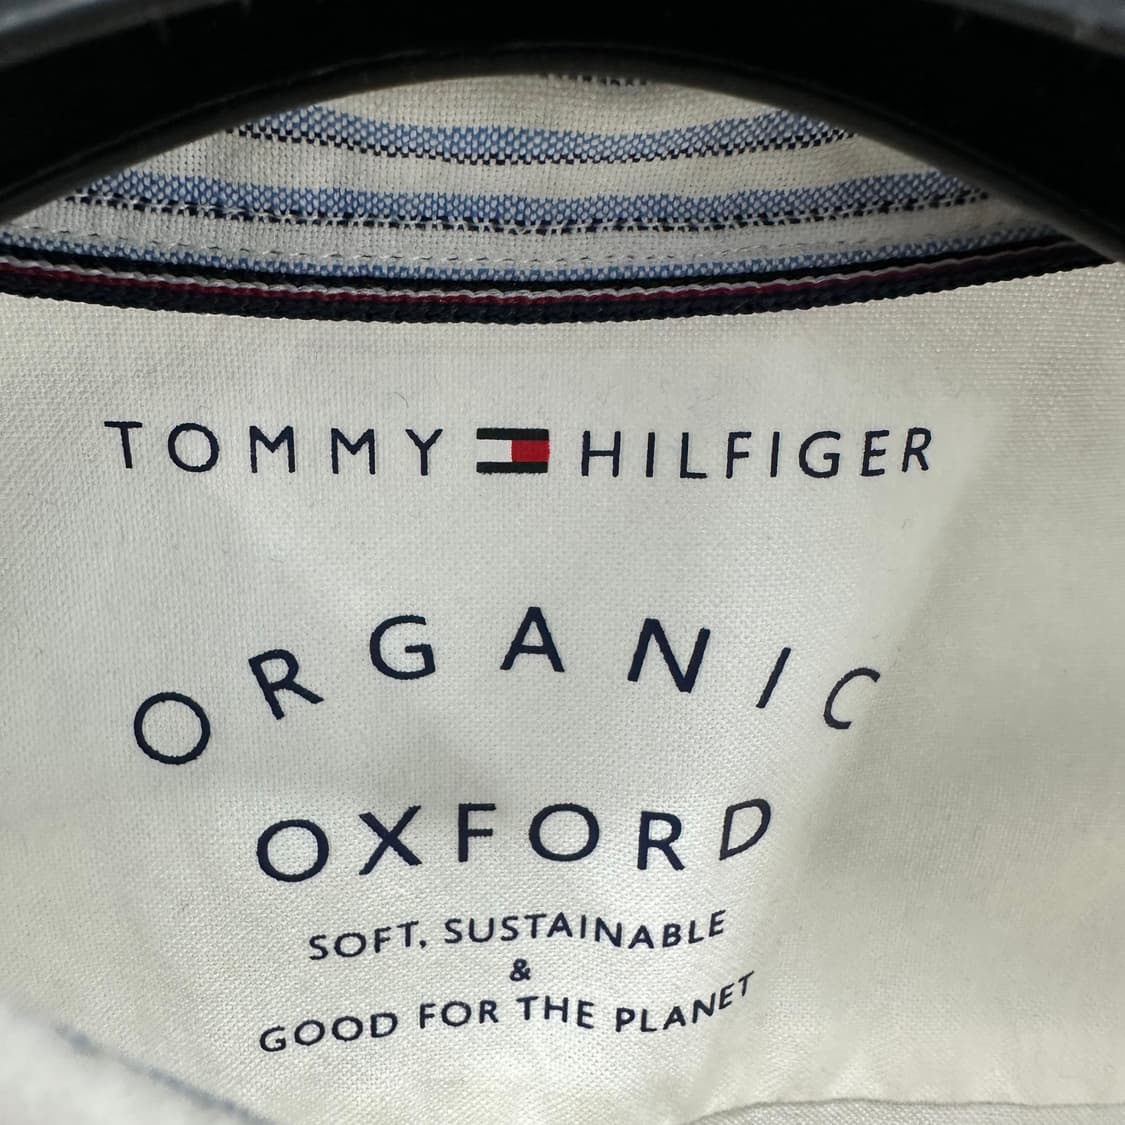 TOMMY HILFIGER
ORGANIC
OXFORD
SOFT, SUSTAINABLE
&
GOOD FOR THE PLANET